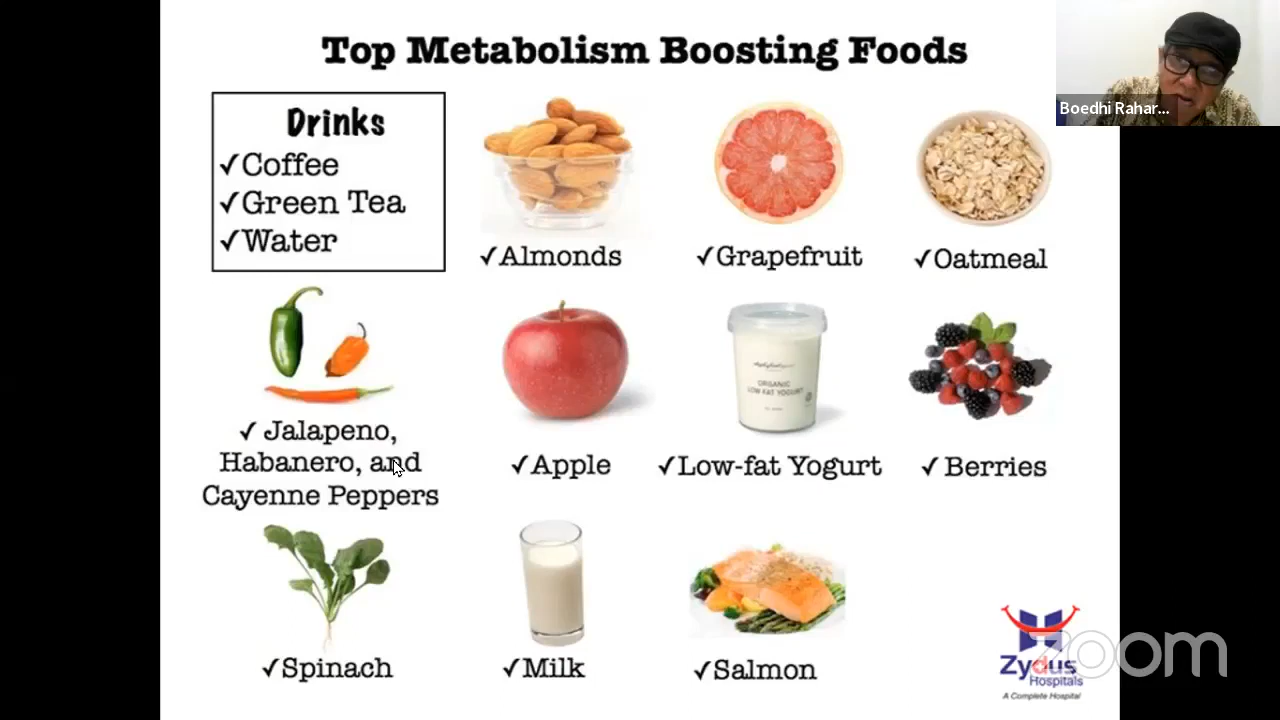 Top Metabolism Boosting Foods
Boedhi Rahar...
Drinks
✓Coffee
✓Green Tea
✓Water
✓Almonds
✓Grapefruit
✓Oatmeal
ORGANIC
LOW FAT YOGURT
✓ Jalapeno,
Habanero, and
Cayenne Peppers
✓Apple
✓Low-fat Yogurt
✓ Berries
✓Spinach
✓Milk
✓Salmon
Zydus
Hospitals
A Complete Hospital
zoom